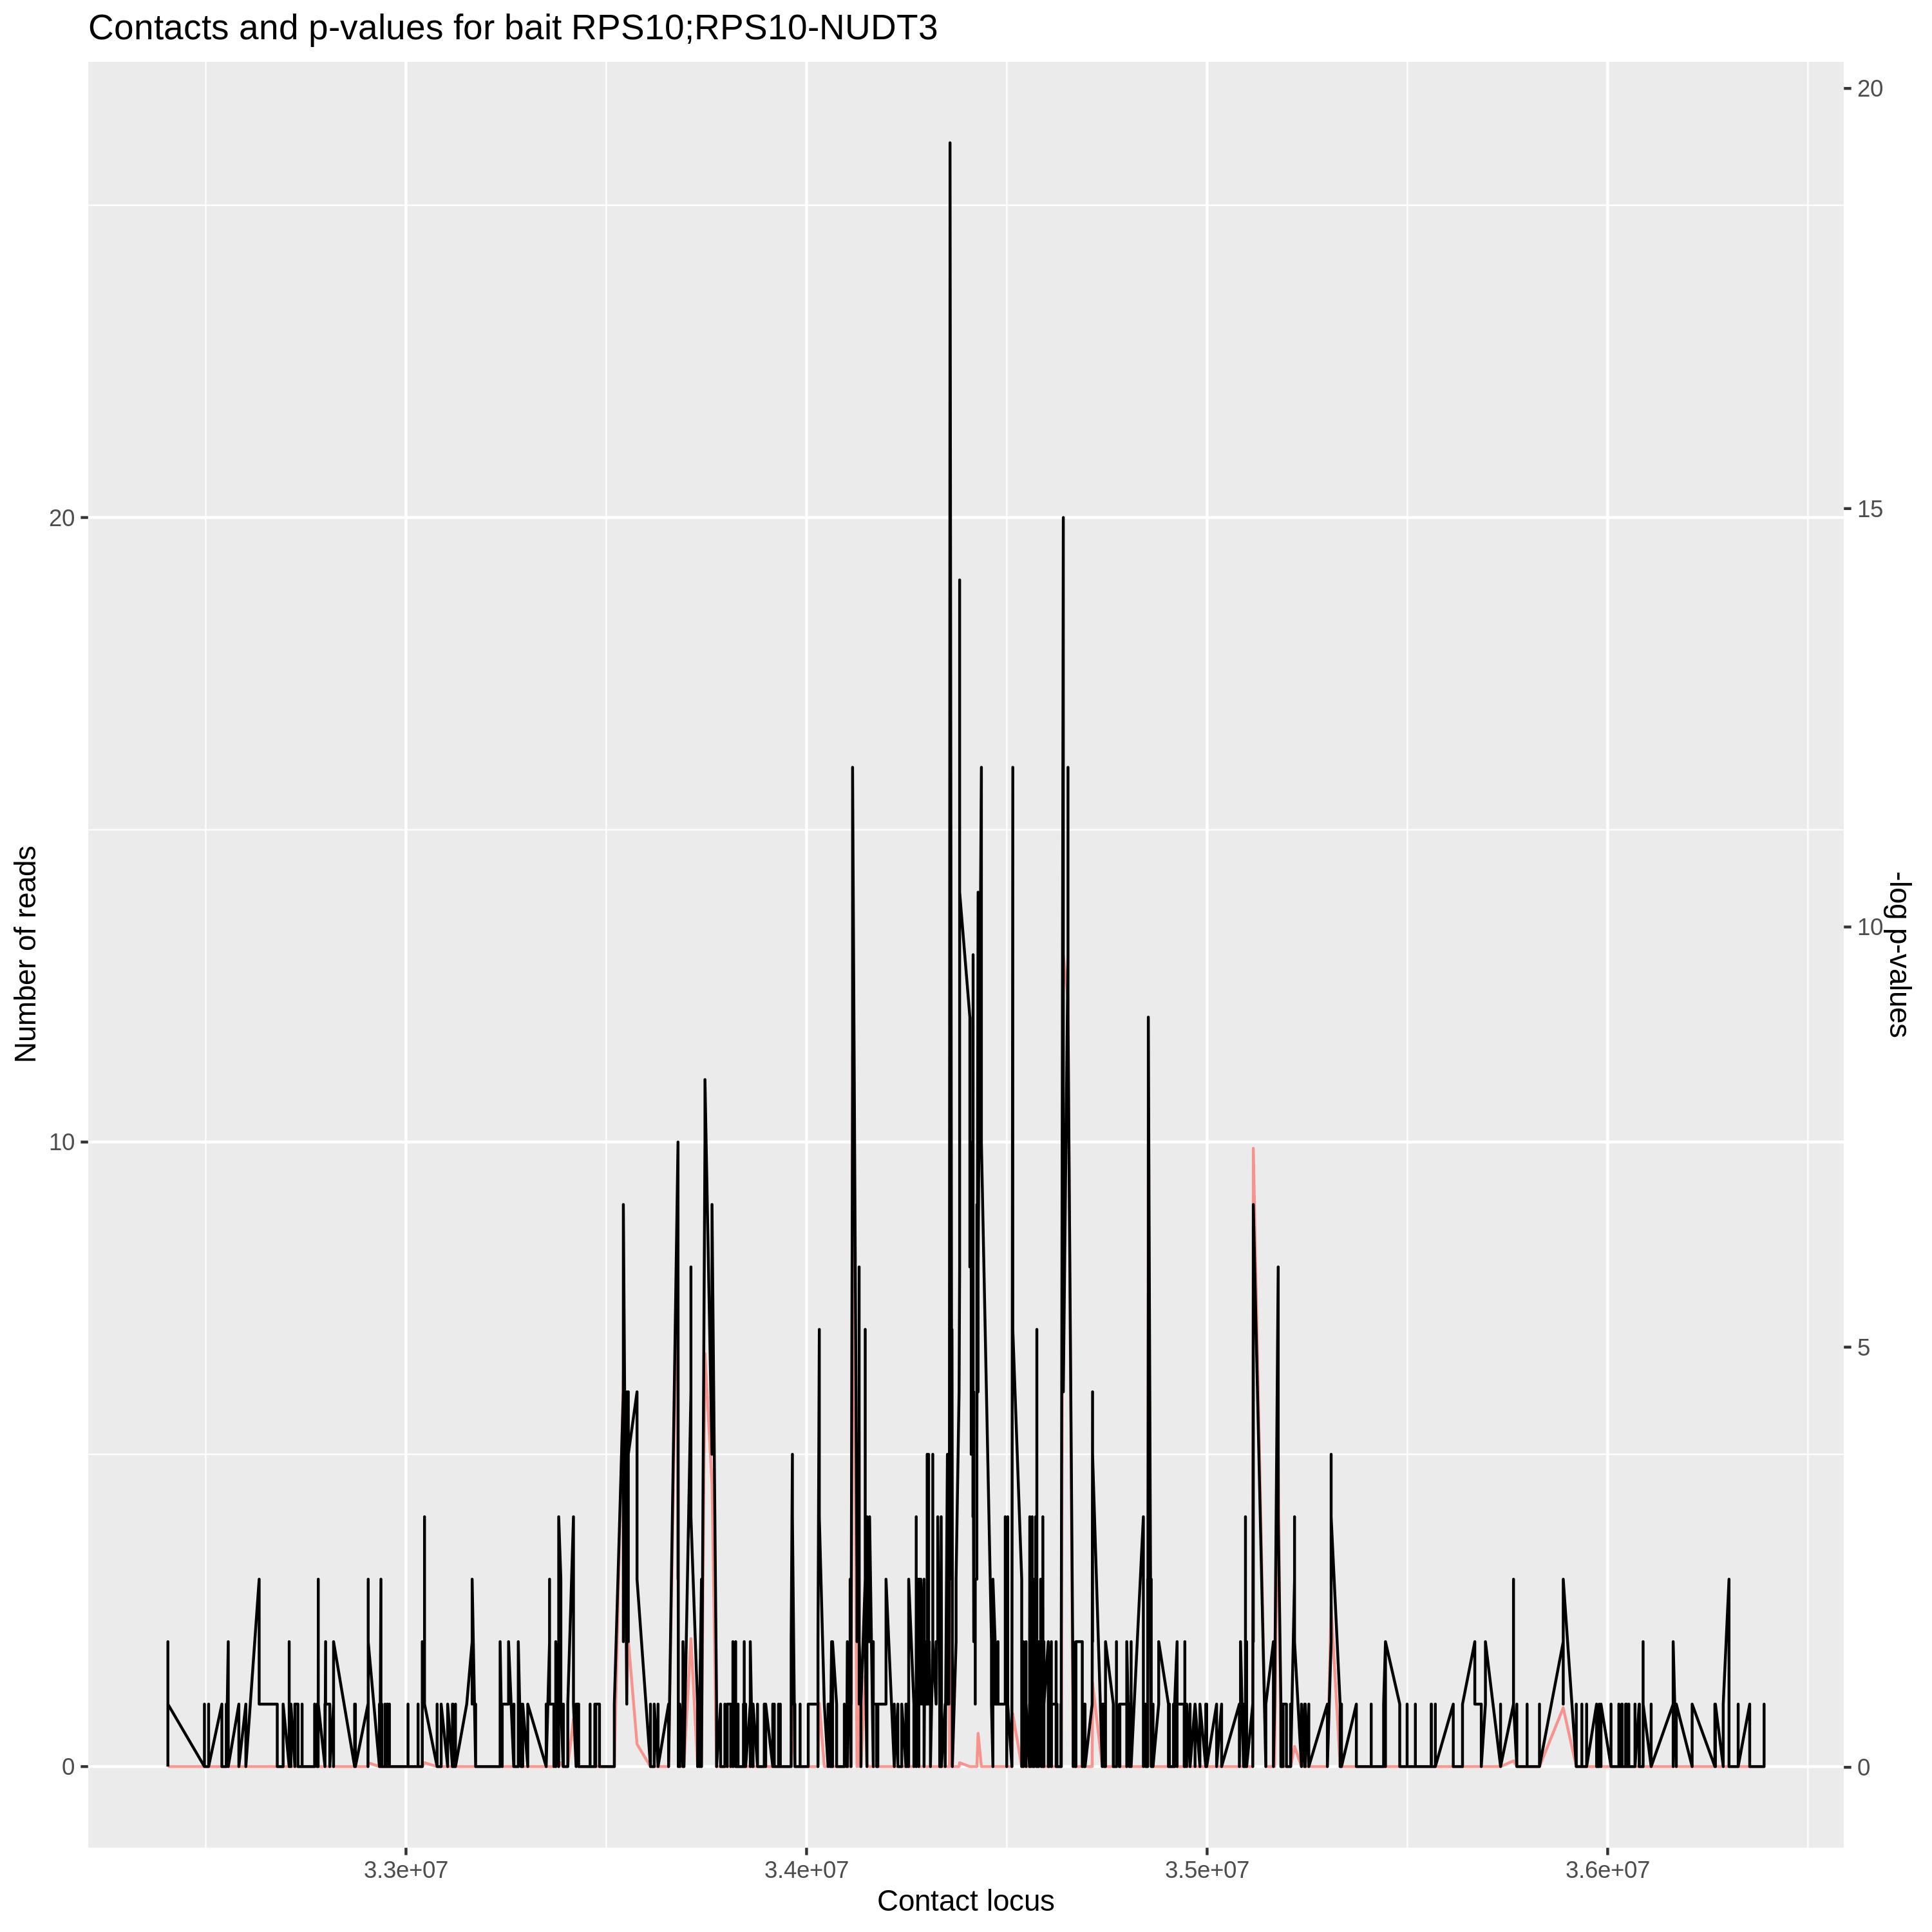 Contacts and p-values for bait RPS10;RPS10-NUDT3
20
10
0
Number of reads
20
15
10
5
0
-log p-values
3.3e+07
3.4e+07
3.5e+07
3.6e+07
Contact locus